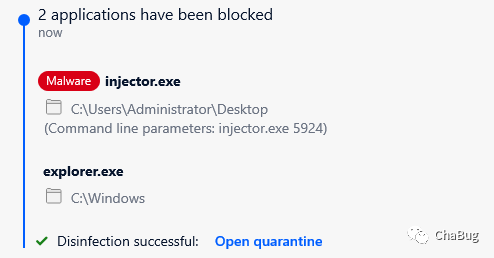 2 applications have been blocked
now
Malware injector.exe
C:\Users\Administrator\Desktop
(Command line parameters: injector.exe 5924)
explorer.exe
C:\Windows
Disinfection successful: Open quarantine
ChaBug